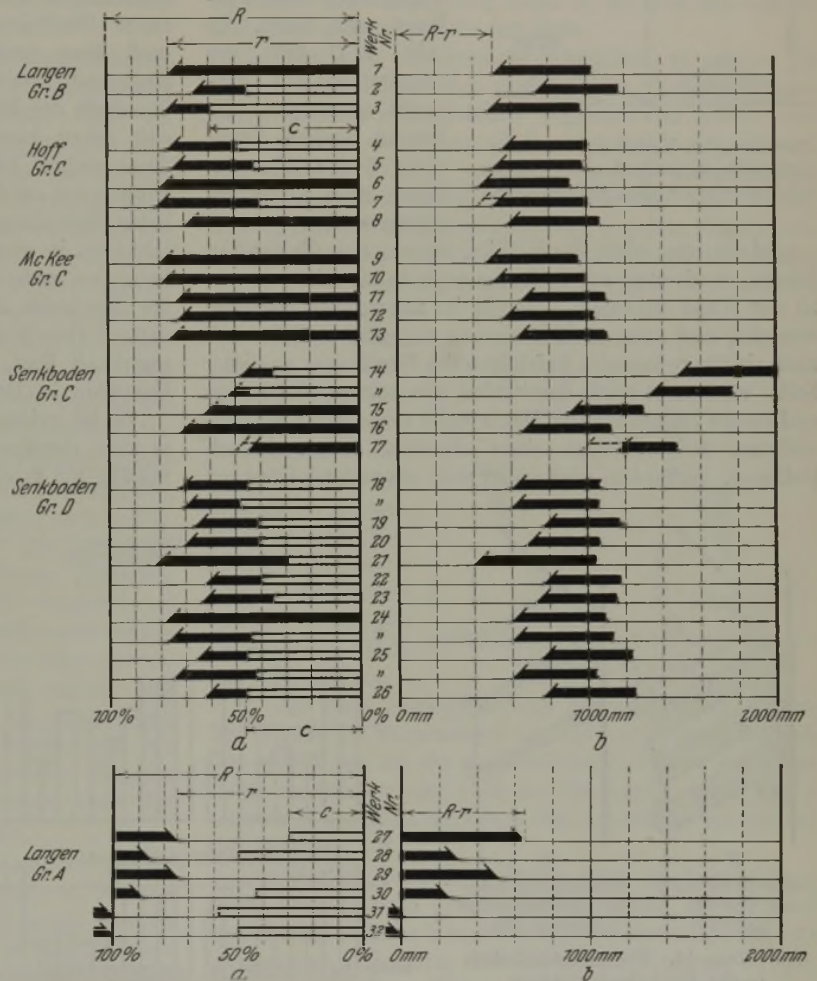 R
r
Werk Nr.
R-r
Langen Gr. B
1
2
3
c
Hoff Gr. C
4
5
6
7
8
Mc Kee Gr. C
9
10
11
12
13
Senkboden Gr. C
14
"
15
16
17
Senkboden Gr. D
18
"
19
20
21
22
23
24
"
25
"
26
100% 50% 0% 0mm 1000mm 2000mm
a c b
R
r
c
Werk Nr.
R-r
Langen Gr. A
27
28
29
30
31
32
100% 50% 0% 0mm 1000mm 2000mm
a b